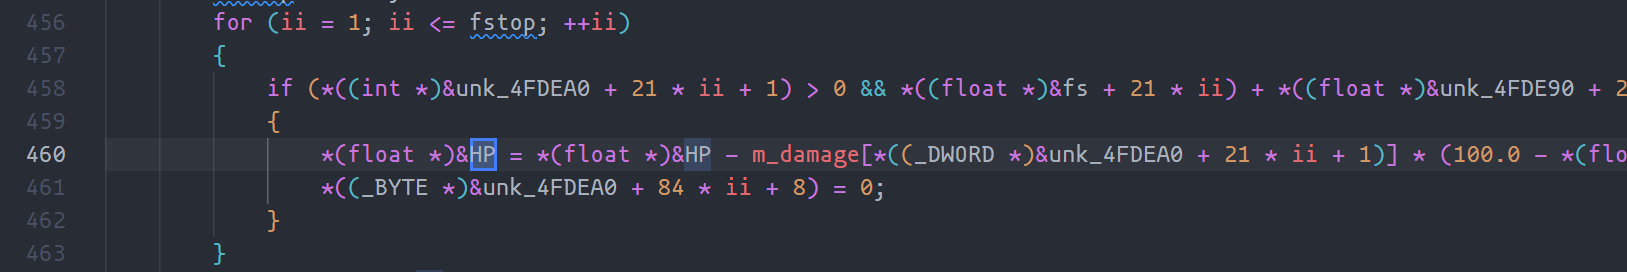 456 for (ii = 1; ii <= fstop; ++ii)
457 {
458 if (*((int *)&unk_4FDEA0 + 21 * ii + 1) > 0 && *((float *)&fs + 21 * ii) + *((float *)&unk_4FDE90 + 2
459 {
460 *(float *)&HP = *(float *)&HP - m_damage[*((_DWORD *)&unk_4FDEA0 + 21 * ii + 1)] * (100.0 - *(flo
461 *((_BYTE *)&unk_4FDEA0 + 84 * ii + 8) = 0;
462 }
463 }